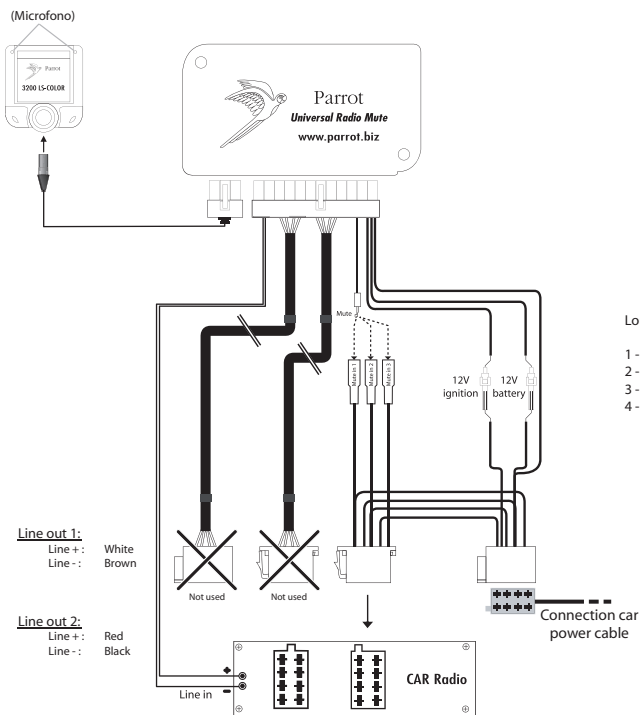 (Microfono)
Parrot
3200 LS-COLOR
Parrot
Universal Radio Mute
www.parrot.biz
Mute
Mute in 1
Mute in 2
Mute in 3
12V
ignition
12V
battery
Lo
1 -
2 -
3 -
4 -
Line out 1:
Line + : White
Line - : Brown
Not used
Not used
Line out 2:
Line + : Red
Line - : Black
Connection car
power cable
+
Line in
-
CAR Radio